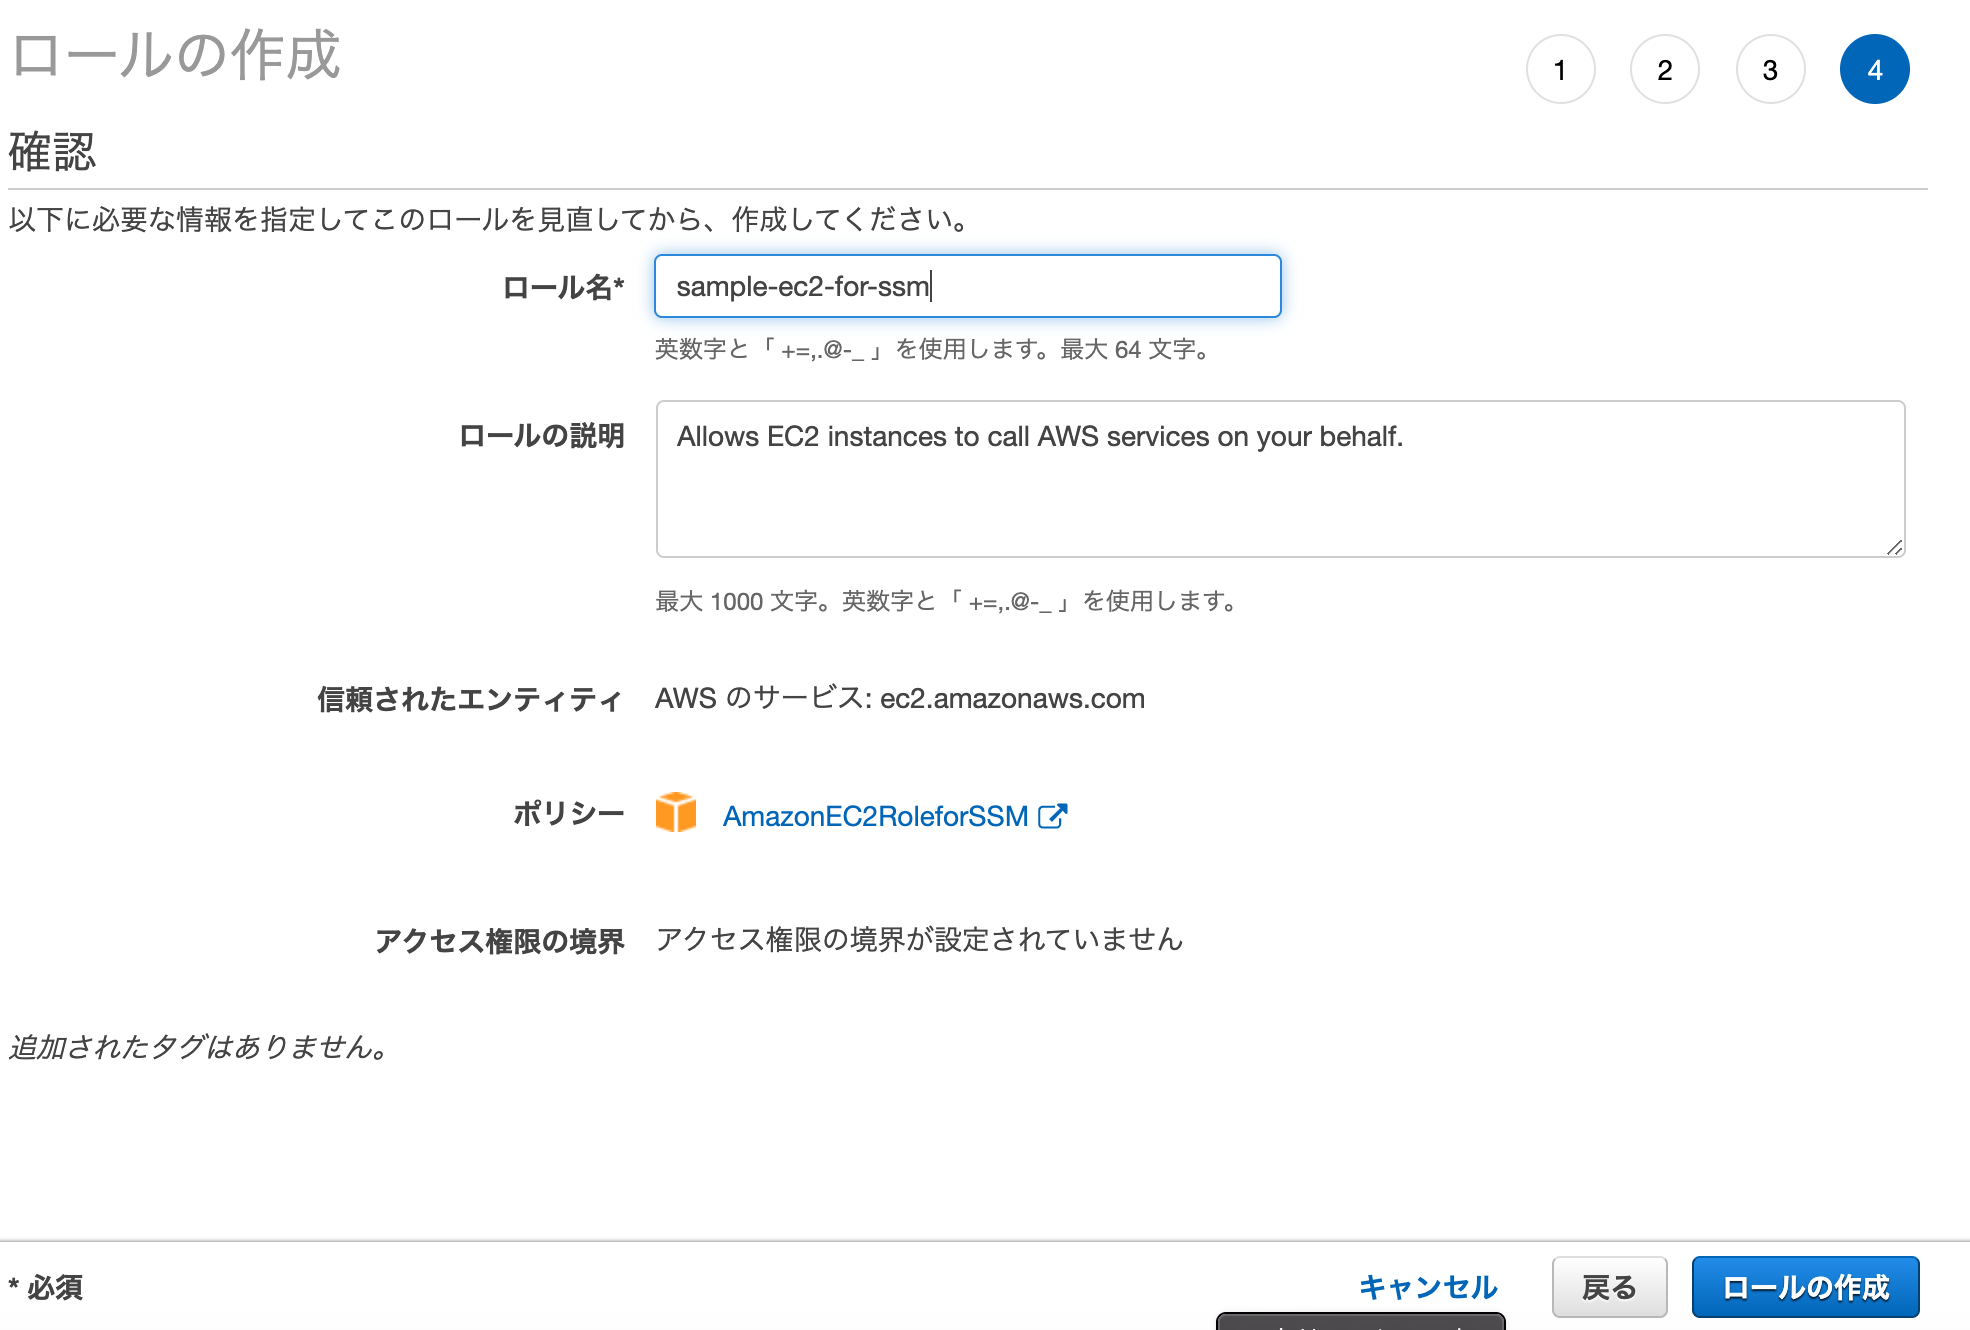 ロールの作成
1 2 3 4
確認
以下に必要な情報を指定してこのロールを見直してから、作成してください。
ロール名* sample-ec2-for-ssm
英数字と「 +=,.@-_ 」を使用します。最大 64 文字。
ロールの説明 Allows EC2 instances to call AWS services on your behalf.
最大 1000 文字。英数字と「 +=,.@-_ 」を使用します。
信頼されたエンティティ AWS のサービス: ec2.amazonaws.com
ポリシー AmazonEC2RoleforSSM
アクセス権限の境界 アクセス権限の境界が設定されていません
追加されたタグはありません。
* 必須 キャンセル 戻る ロールの作成